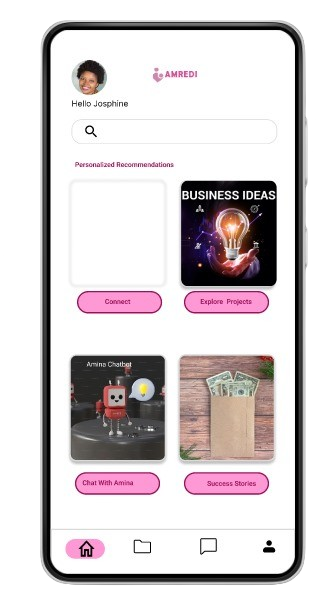 AMREDI
Hello Josphine
Personalized Recommendations
BUSINESS IDEAS
Connect
Explore Projects
Amina Chatbot
Chat With Amina
Success Stories